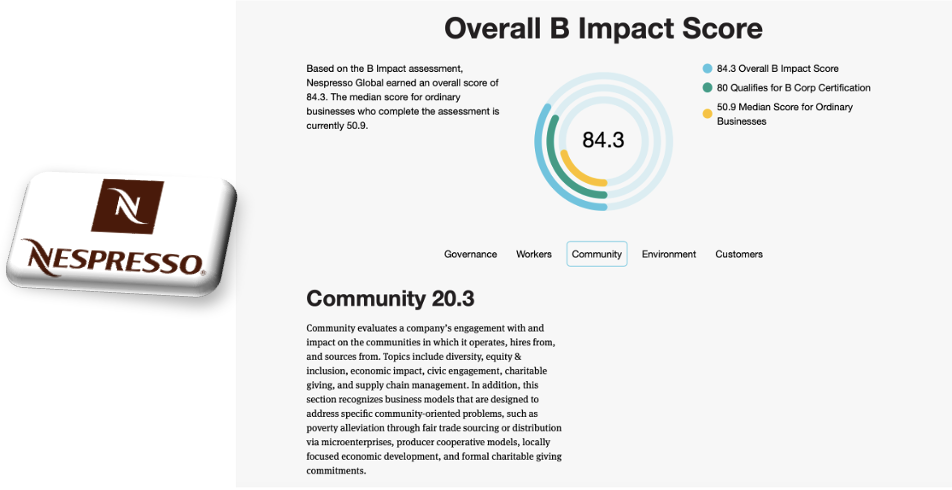 Overall B Impact Score
Based on the B Impact assessment,
Nespresso Global earned an overall score of
84.3. The median score for ordinary
businesses who complete the assessment is
currently 50.9.
84.3
84.3 Overall B Impact Score
80 Qualifies for B Corp Certification
50.9 Median Score for Ordinary
Businesses
N
NESPRESSO®
Governance Workers Community Environment Customers
Community 20.3
Community evaluates a company's engagement with and
impact on the communities in which it operates, hires from,
and sources from. Topics include diversity, equity &
inclusion, economic impact, civic engagement, charitable
giving, and supply chain management. In addition, this
section recognizes business models that are designed to
address specific community-oriented problems, such as
poverty alleviation through fair trade sourcing or distribution
via microenterprises, producer cooperative models, locally
focused economic development, and formal charitable giving
commitments.